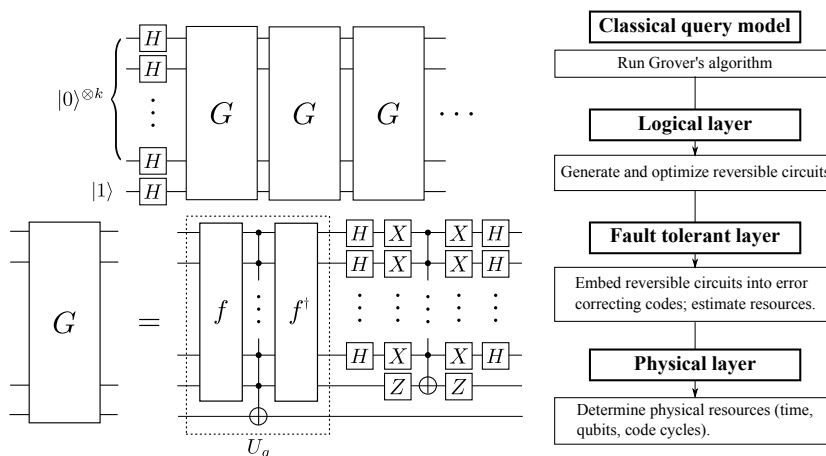 |0⟩⊗k
H
H
⋮
H
|1⟩ H
G G G ⋯
G = f f†
H X X H
H X X H
⋮ ⋮ ⋮ ⋮ ⋮ ⋮
H X X H
Z Z
U_g
Classical query model
Run Grover's algorithm
Logical layer
Generate and optimize reversible circuits
Fault tolerant layer
Embed reversible circuits into error
correcting codes; estimate resources.
Physical layer
Determine physical resources (time,
qubits, code cycles).